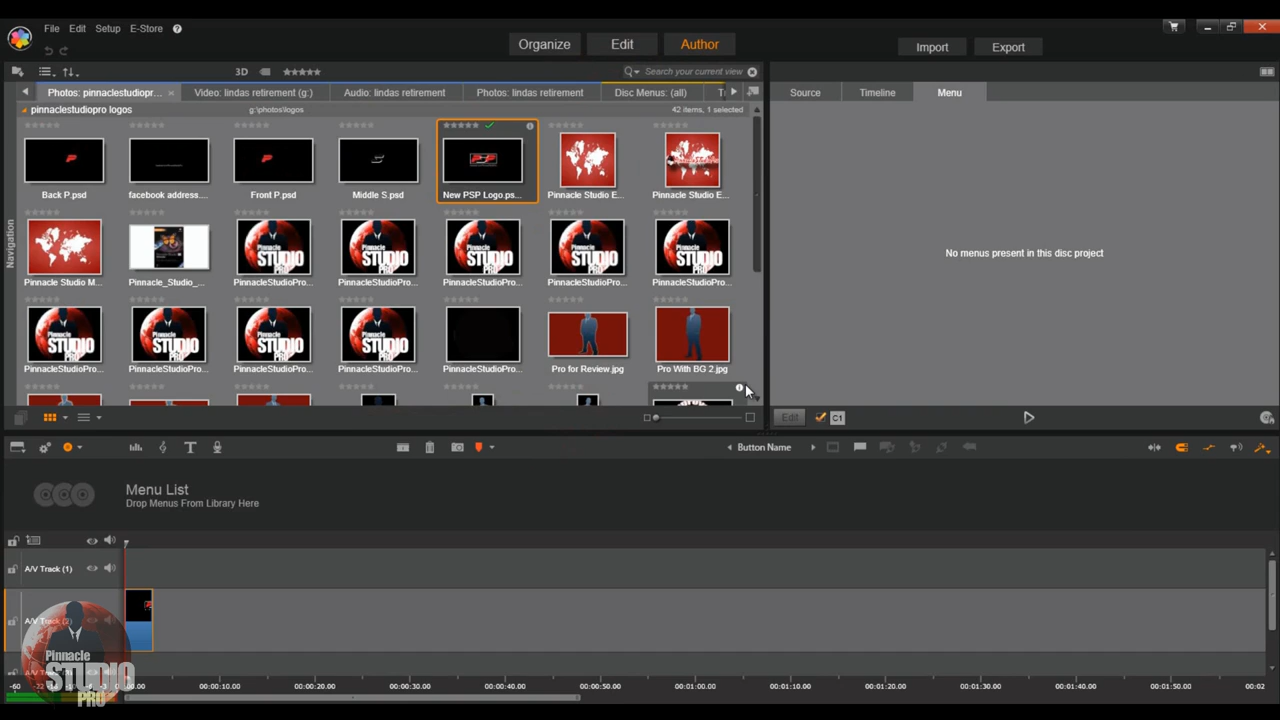 File Edit Setup E-Store ?
Organize Edit Author Import Export
3D Search your current view
Photos: pinnaclestudiopr... × Video: lindas retirement (g:) Audio: lindas retirement Photos: lindas retirement Disc Menus: (all)
Source Timeline Menu
pinnaclestudiopro logos g:\photos\logos 42 items, 1 selected
Navigation
Back P.psd facebook address.... Front P.psd Middle S.psd New PSP Logo.ps... Pinnacle Studio E... Pinnacle Studio E...
Pinnacle Studio M... Pinnacle_Studio_... PinnacleStudioPro... PinnacleStudioPro... PinnacleStudioPro... PinnacleStudioPro... PinnacleStudioPro...
PinnacleStudioPro... PinnacleStudioPro... PinnacleStudioPro... PinnacleStudioPro... PinnacleStudioPro... Pro for Review.jpg Pro With BG 2.jpg
No menus present in this disc project
Edit C1
Button Name
Menu List
Drop Menus From Library Here
A/V Track (1)
A/V Track (2)
Pinnacle
STUDIO
PRO
-60 -3 0 00:00:10.00 00:00:20.00 00:00:30.00 00:00:40.00 00:00:50.00 00:01:00.00 00:01:10.00 00:01:20.00 00:01:30.00 00:01:40.00 00:01:50.00 00:02